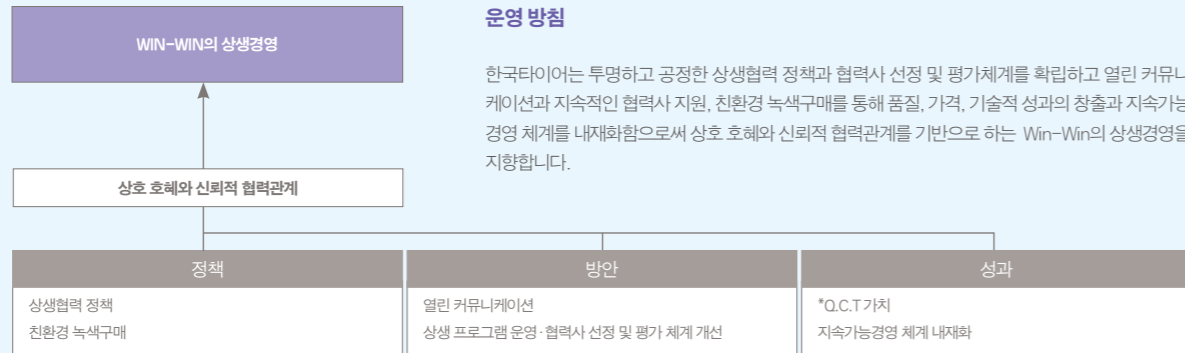 WIN-WIN의 상생경영
상호 호혜와 신뢰적 협력관계
운영 방침
한국타이어는 투명하고 공정한 상생협력 정책과 협력사 선정 및 평가체계를 확립하고 열린 커뮤니
케이션과 지속적인 협력사 지원, 친환경 녹색구매를 통해 품질, 가격, 기술적 성과의 창출과 지속가능
경영 체계를 내재화함으로써 상호 호혜와 신뢰적 협력관계를 기반으로 하는 Win-Win의 상생경영을
지향합니다.
정책
상생협력 정책
친환경 녹색구매
방안
열린 커뮤니케이션
상생 프로그램 운영·협력사 선정 및 평가 체계 개선
성과
*Q.C.T 가치
지속가능경영 체계 내재화